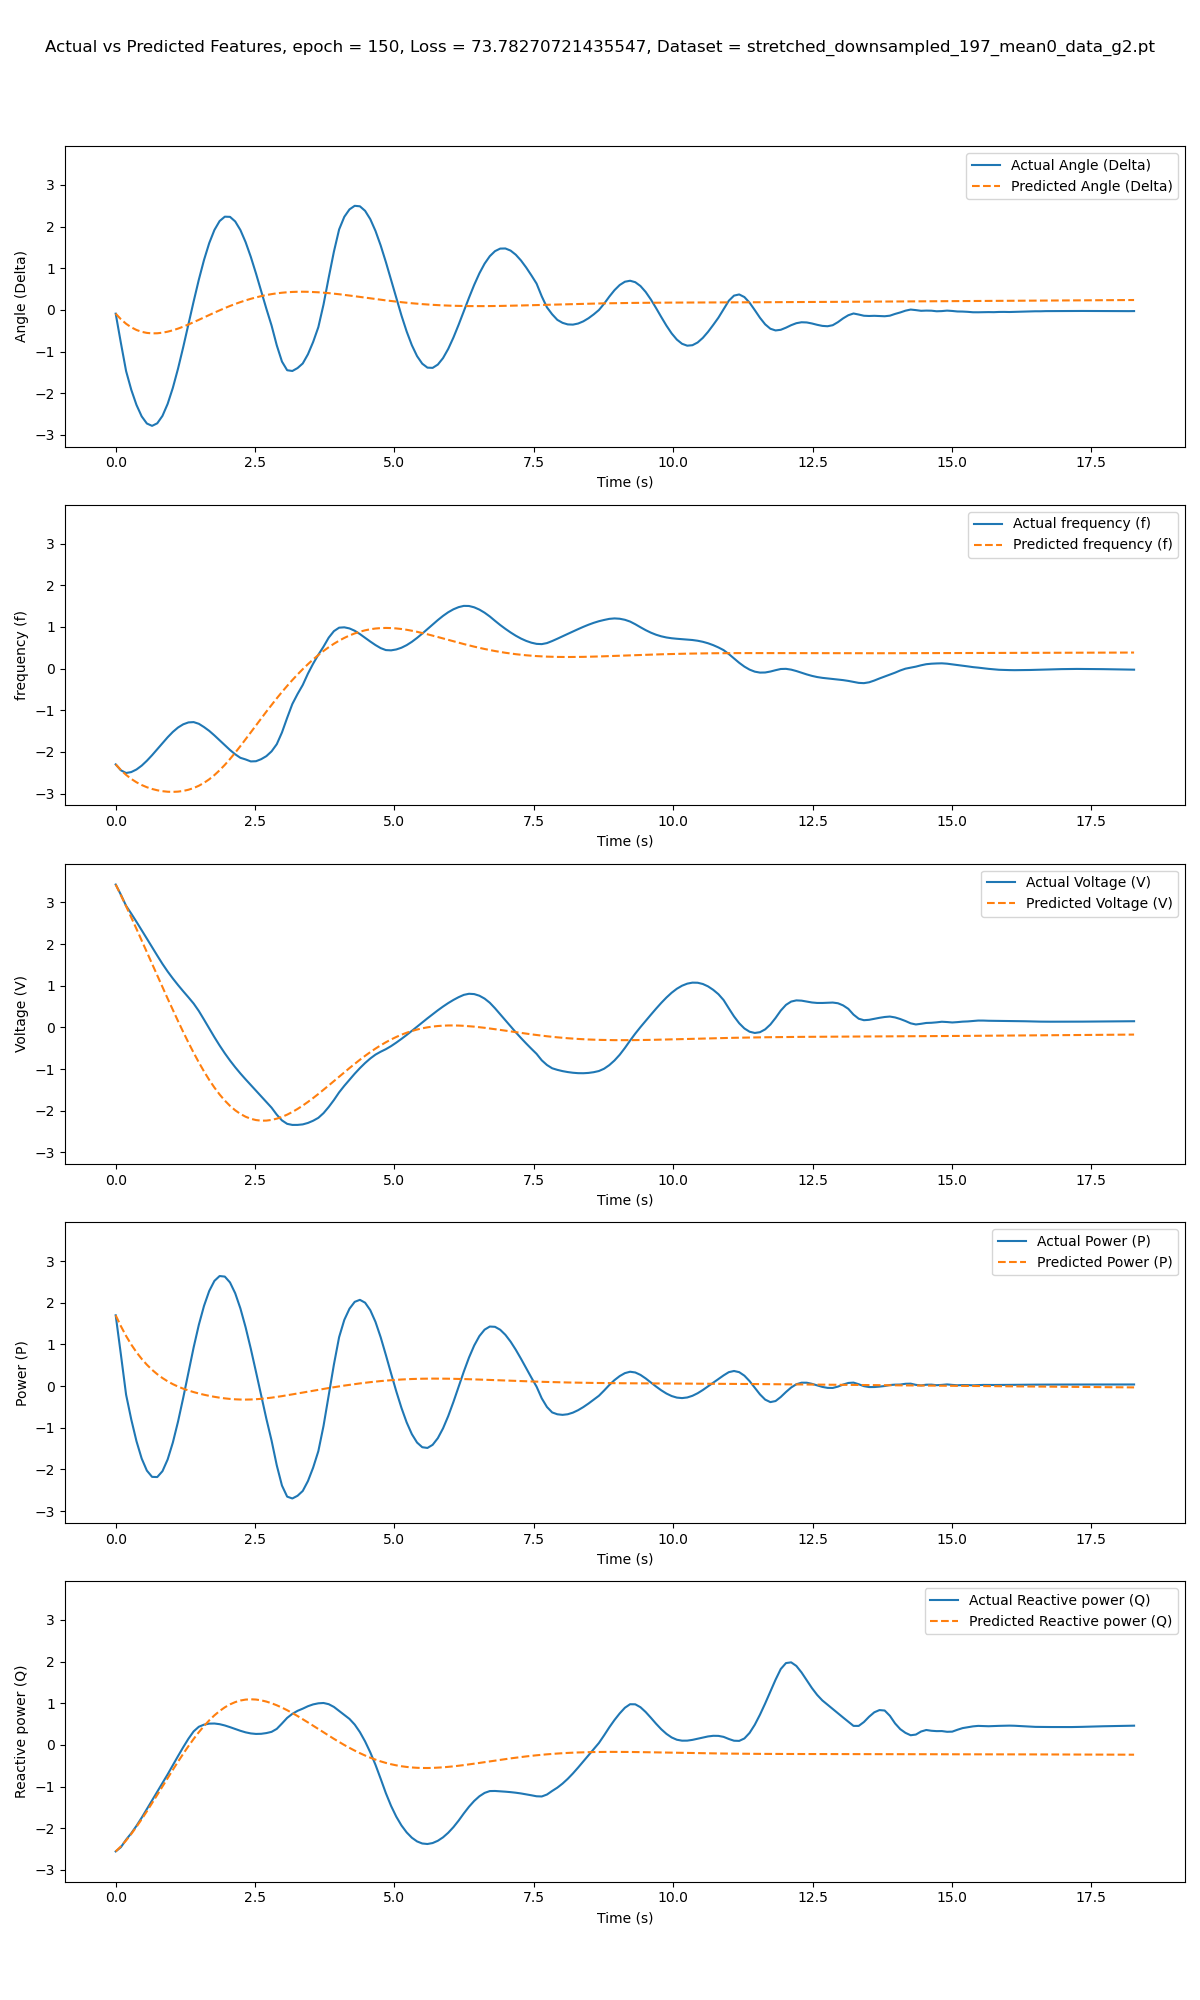 Actual vs Predicted Features, epoch = 150, Loss = 73.78270721435547, Dataset = stretched_downsampled_197_mean0_data_g2.pt
Actual Angle (Delta)
Predicted Angle (Delta)
Angle (Delta)
3
2
1
0
−1
−2
−3
0.0 2.5 5.0 7.5 10.0 12.5 15.0 17.5
Time (s)
Actual frequency (f)
Predicted frequency (f)
frequency (f)
3
2
1
0
−1
−2
−3
0.0 2.5 5.0 7.5 10.0 12.5 15.0 17.5
Time (s)
Actual Voltage (V)
Predicted Voltage (V)
Voltage (V)
3
2
1
0
−1
−2
−3
0.0 2.5 5.0 7.5 10.0 12.5 15.0 17.5
Time (s)
Actual Power (P)
Predicted Power (P)
Power (P)
3
2
1
0
−1
−2
−3
0.0 2.5 5.0 7.5 10.0 12.5 15.0 17.5
Time (s)
Actual Reactive power (Q)
Predicted Reactive power (Q)
Reactive power (Q)
3
2
1
0
−1
−2
−3
0.0 2.5 5.0 7.5 10.0 12.5 15.0 17.5
Time (s)